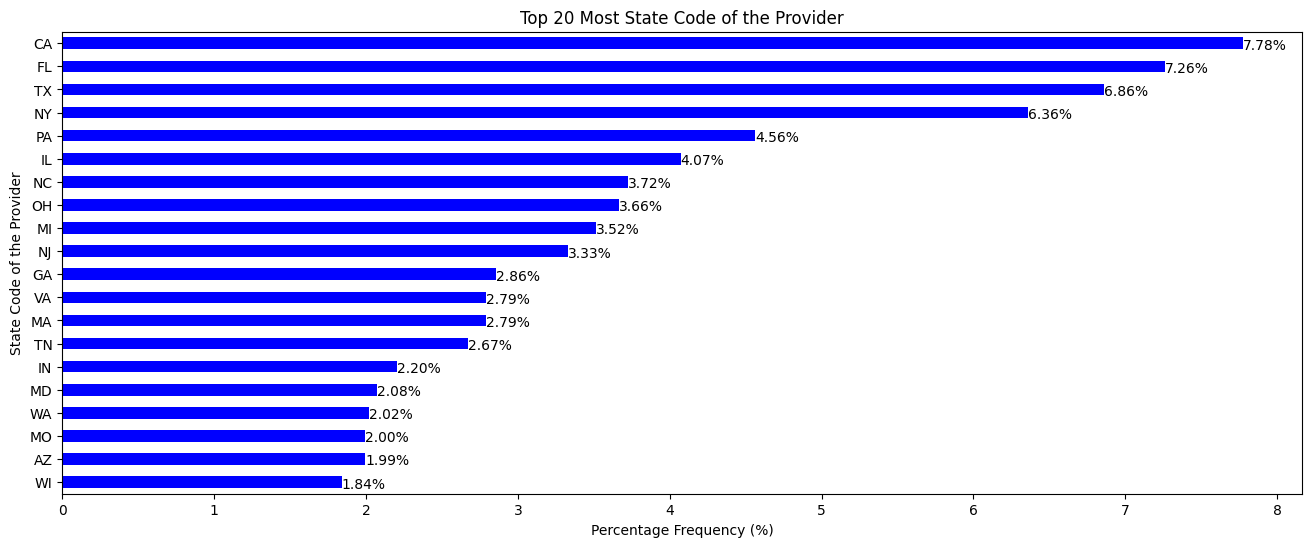 Top 20 Most State Code of the Provider
State Code of the Provider
CA 7.78%
FL 7.26%
TX 6.86%
NY 6.36%
PA 4.56%
IL 4.07%
NC 3.72%
OH 3.66%
MI 3.52%
NJ 3.33%
GA 2.86%
VA 2.79%
MA 2.79%
TN 2.67%
IN 2.20%
MD 2.08%
WA 2.02%
MO 2.00%
AZ 1.99%
WI 1.84%
0 1 2 3 4 5 6 7 8
Percentage Frequency (%)